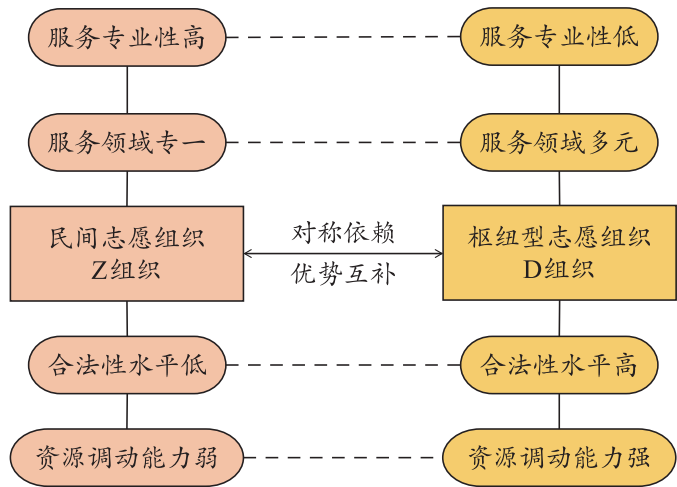 服务专业性高
服务专业性低
服务领域专一
服务领域多元
民间志愿组织
Z组织
对称依赖
优势互补
枢纽型志愿组织
D组织
合法性水平低
合法性水平高
资源调动能力弱
资源调动能力强